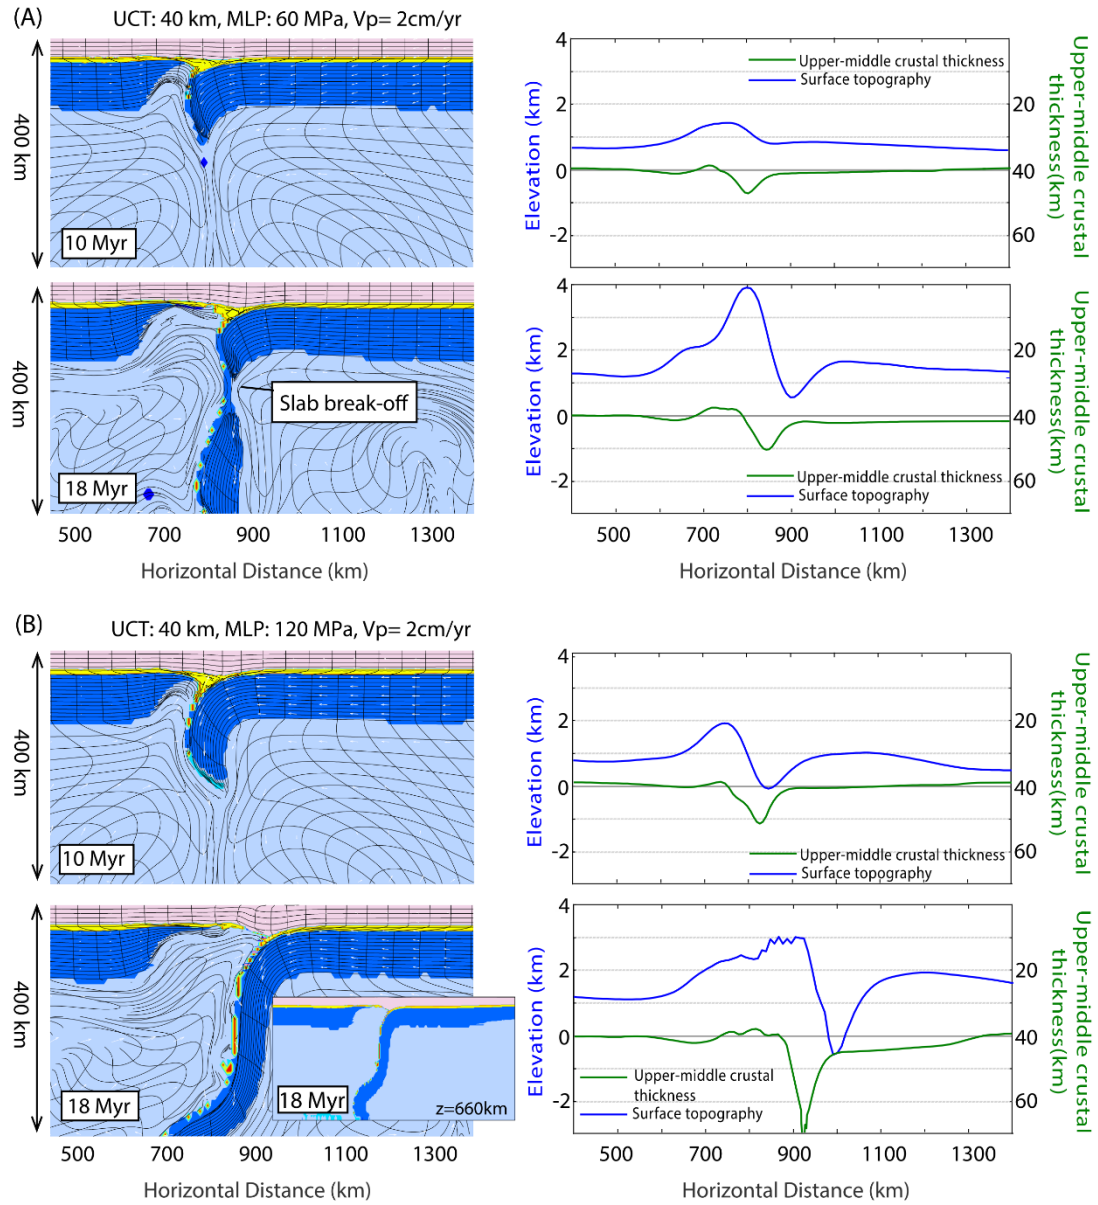 (A)
UCT: 40 km, MLP: 60 MPa, Vp= 2cm/yr
400 km
10 Myr
4
2
0
-2
Elevation (km)
Upper-middle crustal thickness
Surface topography
20
40
60
Upper-middle crustal
thickness(km)
400 km
Slab break-off
18 Myr
500 700 900 1100 1300
Horizontal Distance (km)
4
2
0
-2
Elevation (km)
Upper-middle crustal thickness
Surface topography
20
40
60
Upper-middle crustal
thickness(km)
500 700 900 1100 1300
Horizontal Distance (km)
(B)
UCT: 40 km, MLP: 120 MPa, Vp= 2cm/yr
400 km
10 Myr
4
2
0
-2
Elevation (km)
Upper-middle crustal thickness
Surface topography
20
40
60
Upper-middle crustal
thickness(km)
400 km
18 Myr
18 Myr
z=660km
500 700 900 1100 1300
Horizontal Distance (km)
4
2
0
-2
Elevation (km)
Upper-middle crustal
thickness
Surface topography
20
40
60
Upper-middle crustal
thickness(km)
500 700 900 1100 1300
Horizontal Distance (km)